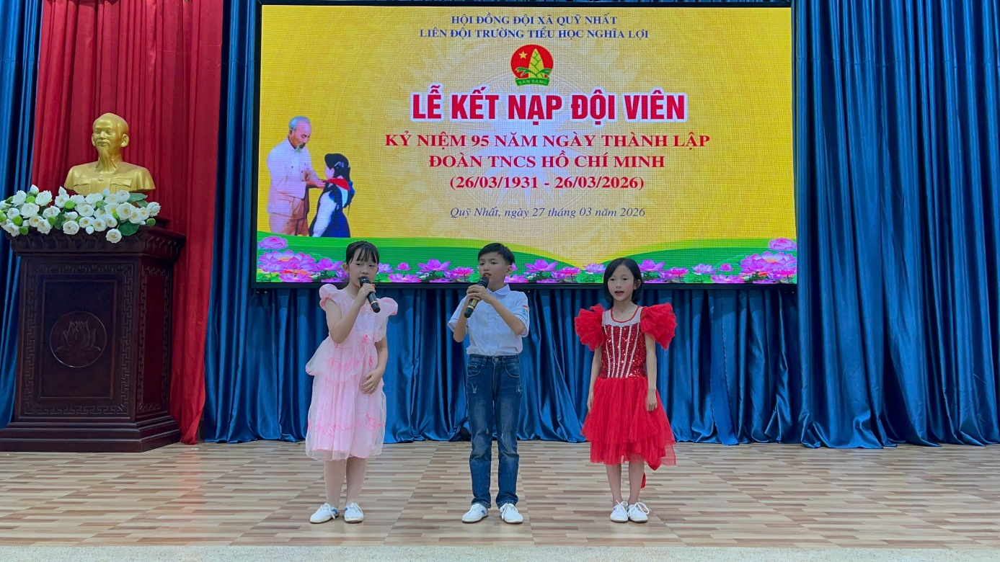 HỘI ĐỒNG ĐỘI XÃ QUỸ NHẤT
LIÊN ĐỘI TRƯỜNG TIỂU HỌC NGHĨA LỢI
SẴN SÀNG
LỄ KẾT NẠP ĐỘI VIÊN
KỶ NIỆM 95 NĂM NGÀY THÀNH LẬP
ĐOÀN TNCS HỒ CHÍ MINH
(26/03/1931 - 26/03/2026)
Quỹ Nhất, ngày 27 tháng 03 năm 2026